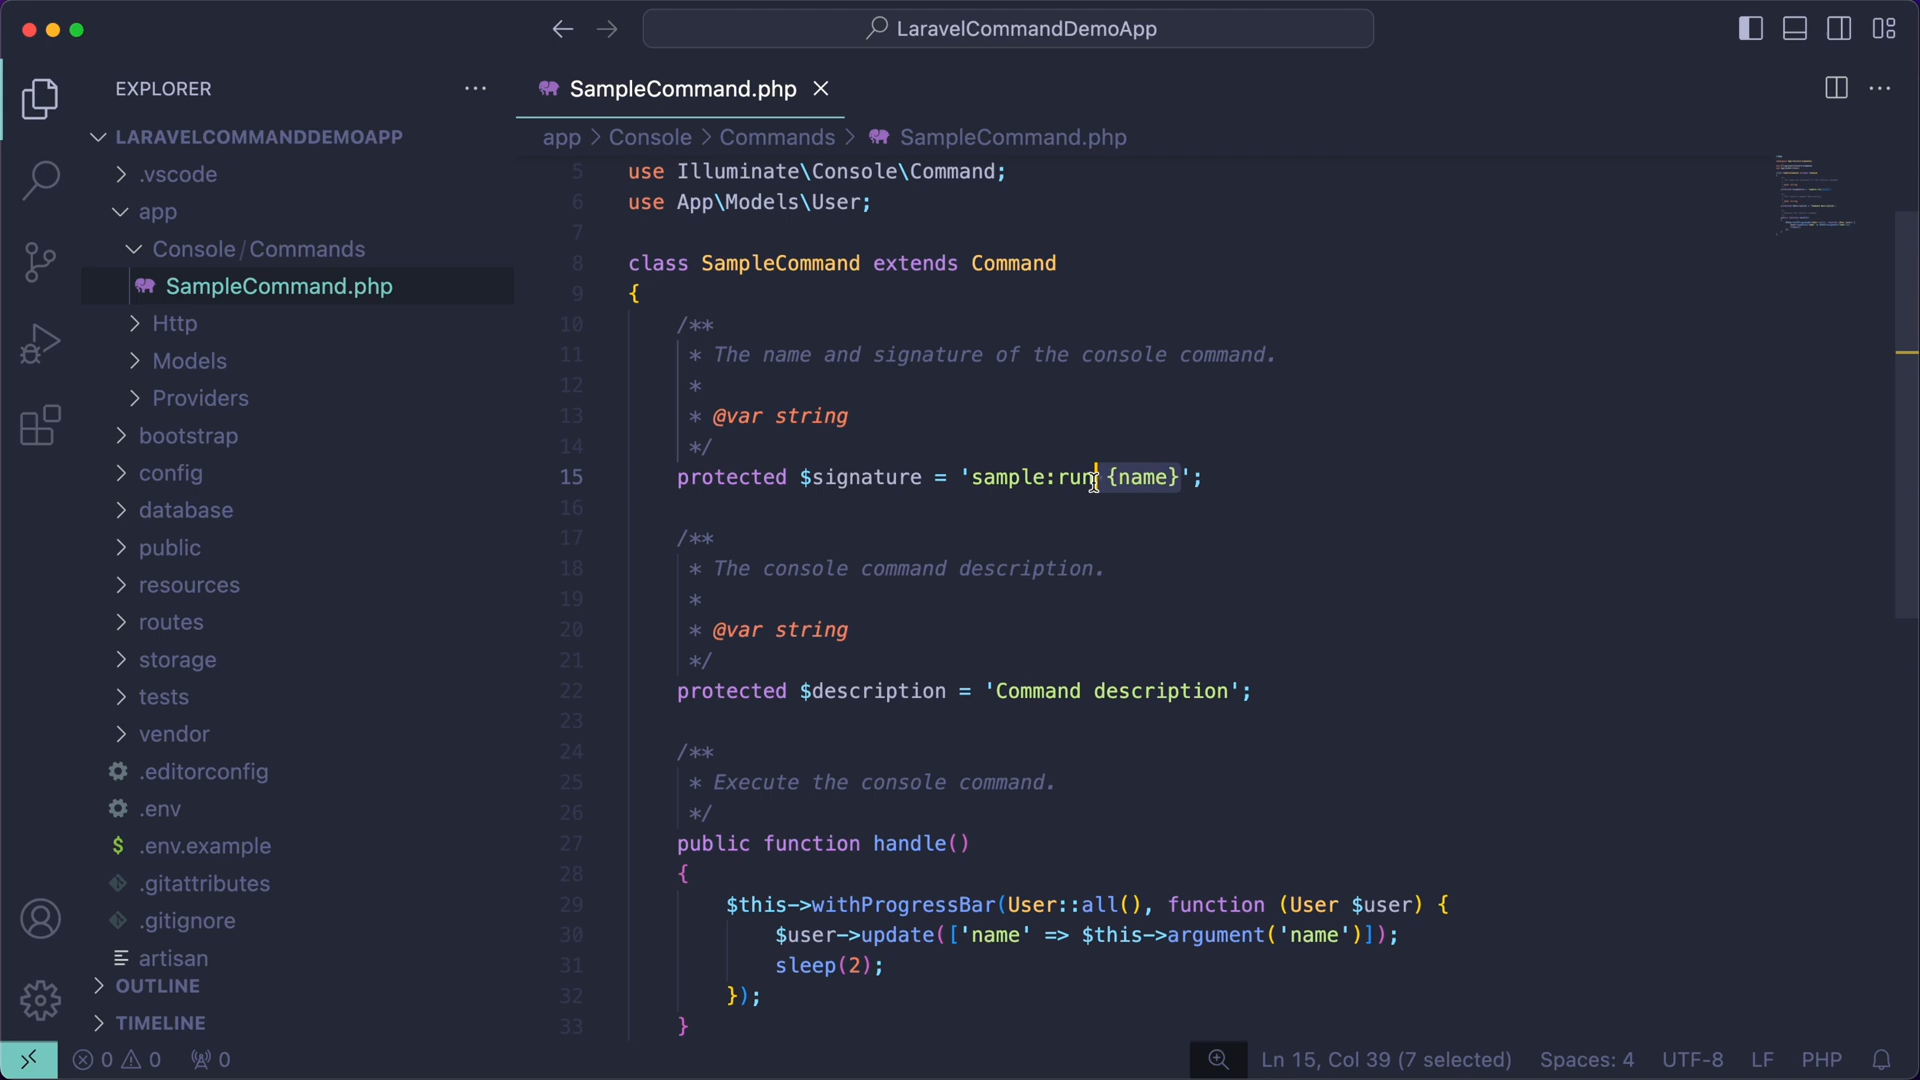 LaravelCommandDemoApp
EXPLORER
SampleCommand.php
app > Console > Commands > SampleCommand.php
LARAVELCOMMANDDEMOAPP
.vscode
app
Console / Commands
SampleCommand.php
Http
Models
Providers
bootstrap
config
database
public
resources
routes
storage
tests
vendor
.editorconfig
.env
$ .env.example
.gitattributes
.gitignore
artisan
OUTLINE
TIMELINE
5 use Illuminate\Console\Command;
6 use App\Models\User;
7
8 class SampleCommand extends Command
9 {
10 /**
11 * The name and signature of the console command.
12 *
13 * @var string
14 */
15 protected $signature = 'sample:run {name}';
16
17 /**
18 * The console command description.
19 *
20 * @var string
21 */
22 protected $description = 'Command description';
23
24 /**
25 * Execute the console command.
26 */
27 public function handle()
28 {
29 $this->withProgressBar(User::all(), function (User $user) {
30 $user->update(['name' => $this->argument('name')]);
31 sleep(2);
32 });
33 }
0 0 0
Ln 15, Col 39 (7 selected) Spaces: 4 UTF-8 LF PHP